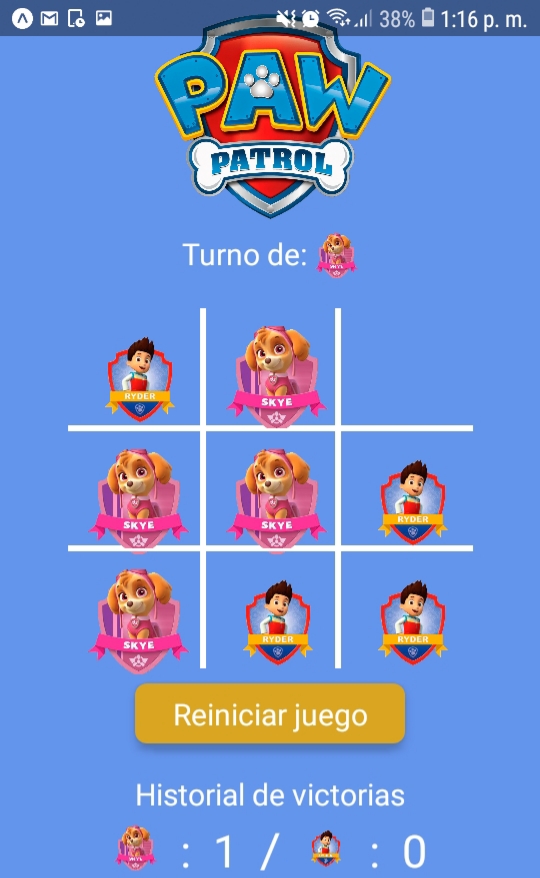 38% 1:16 p. m.
PAW
PATROL
Turno de:
SKYE
RYDER
SKYE
SKYE
SKYE
RYDER
SKYE
RYDER
RYDER
Reiniciar juego
Historial de victorias
: 1 / : 0